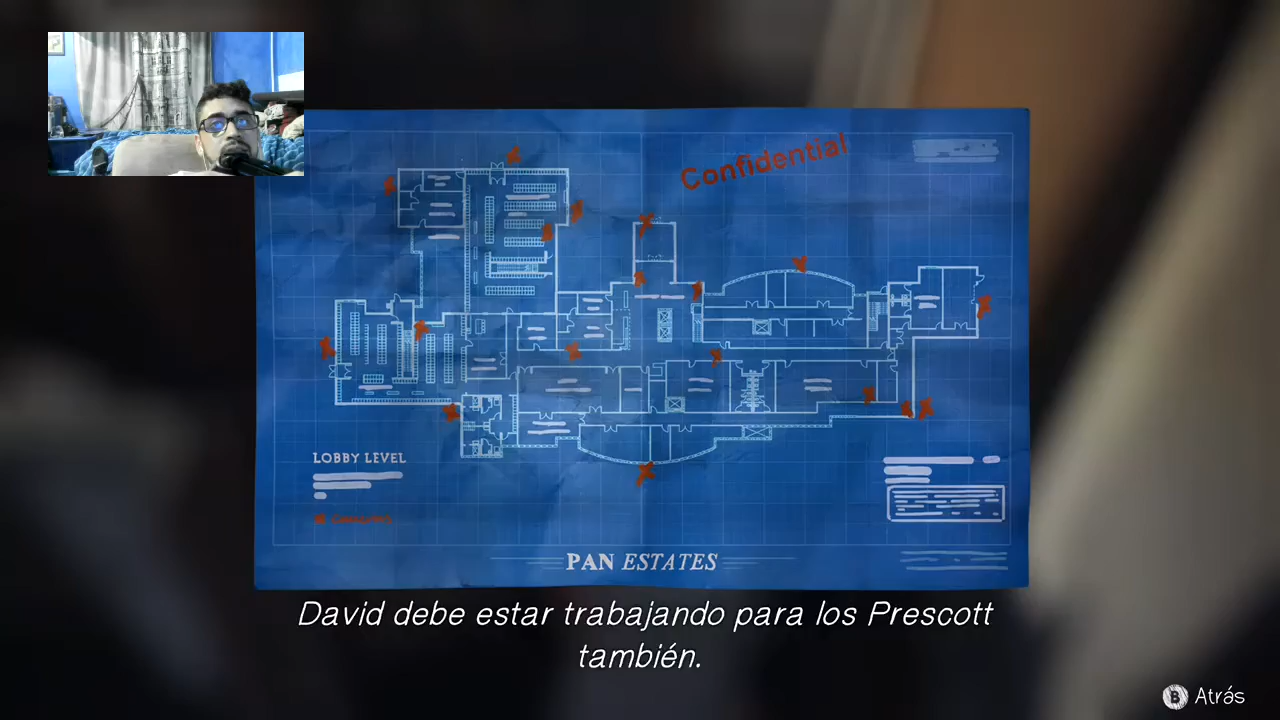 Confidential
LOBBY LEVEL
PAN ESTATES
David debe estar trabajando para los Prescott
también.
B Atrás